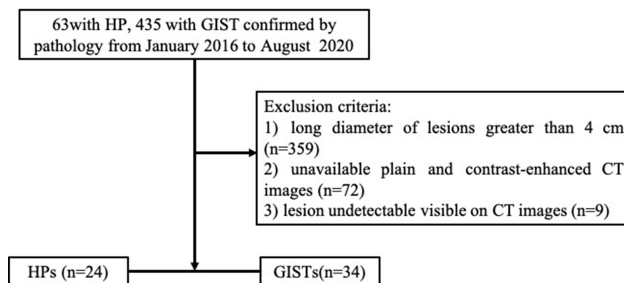 63with HP, 435 with GIST confirmed by
pathology from January 2016 to August 2020
Exclusion criteria:
1) long diameter of lesions greater than 4 cm
(n=359)
2) unavailable plain and contrast-enhanced CT
images (n=72)
3) lesion undetectable visible on CT images (n=9)
HPs (n=24)
GISTs(n=34)